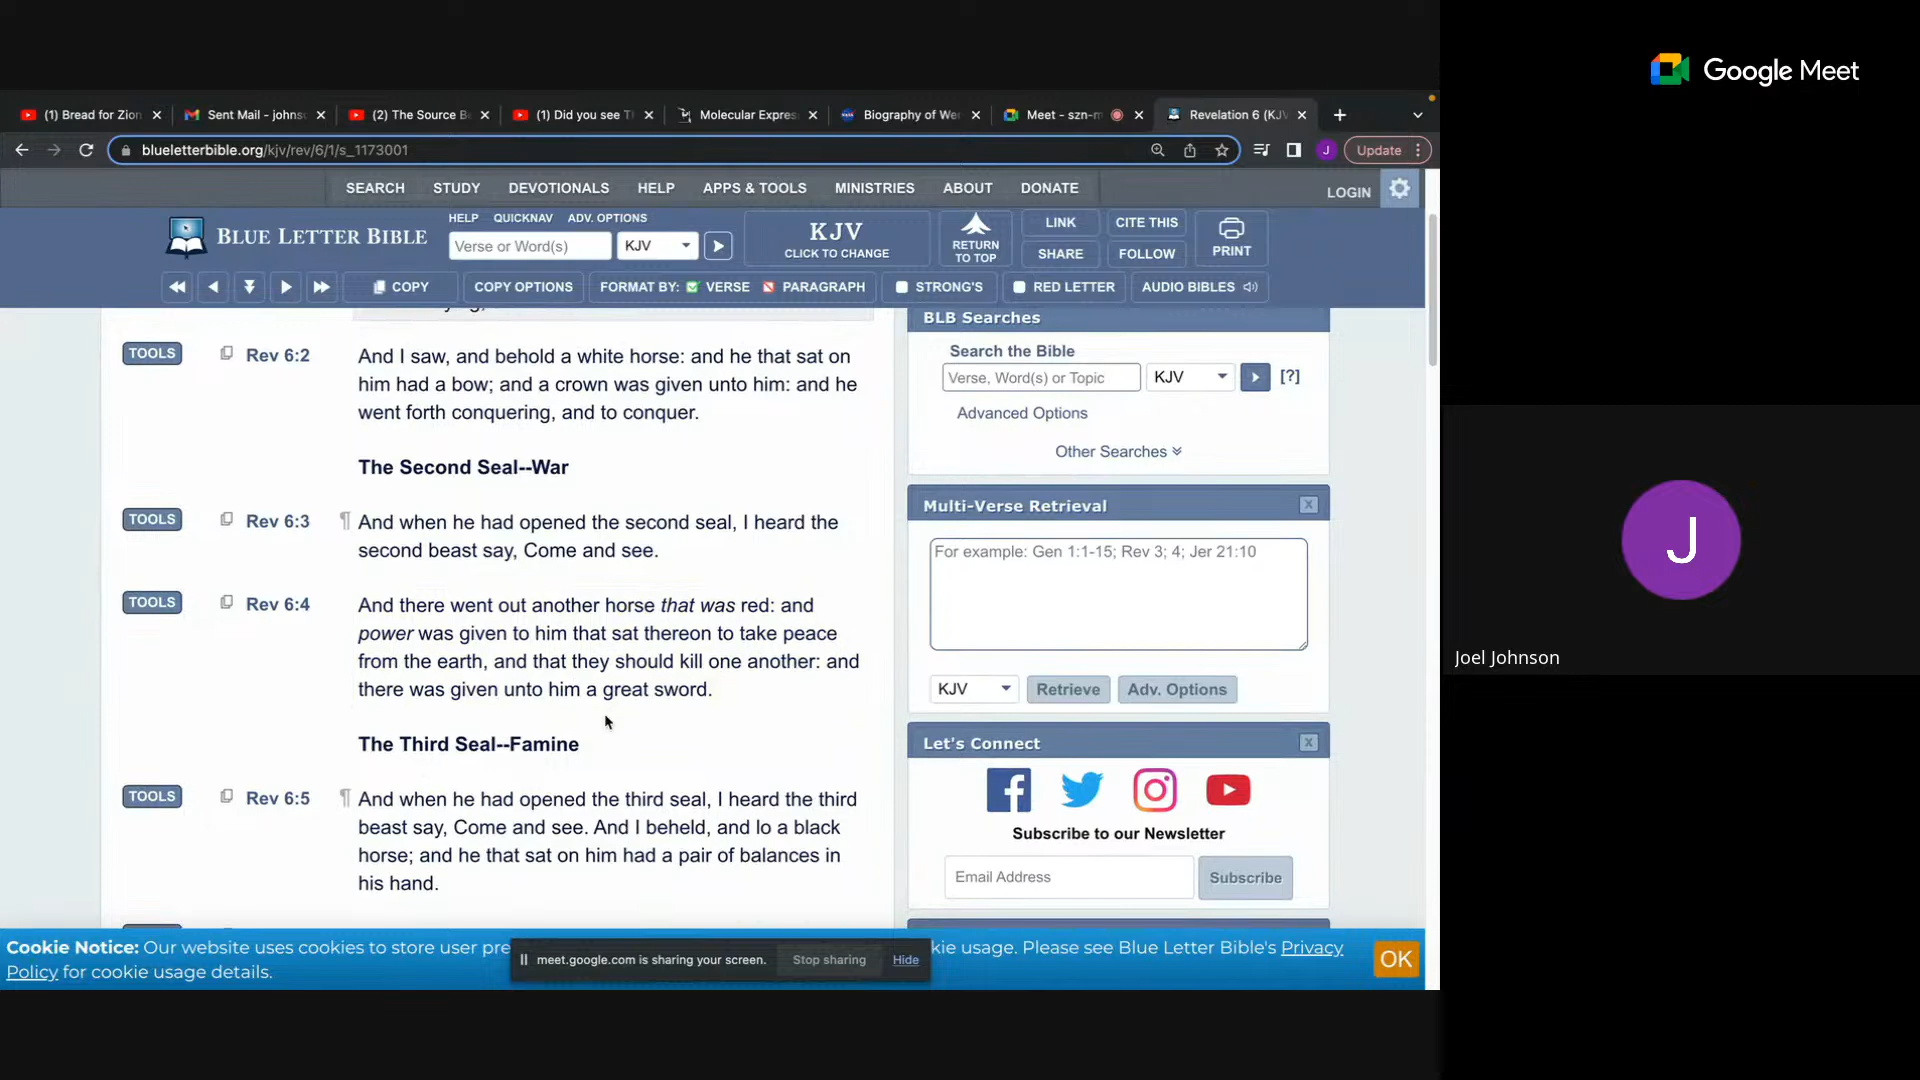 Google Meet
(1) Bread for Zion
Sent Mail - johnso
(2) The Source Be
(1) Did you see Th
Molecular Expres
Biography of Wer
Meet - szn-m
Revelation 6 (KJV
blueletterbible.org/kjv/rev/6/1/s_1173001
J
Update
SEARCH STUDY DEVOTIONALS HELP APPS & TOOLS MINISTRIES ABOUT DONATE
LOGIN
BLUE LETTER BIBLE
HELP QUICKNAV ADV. OPTIONS
Verse or Word(s)
KJV
KJV
CLICK TO CHANGE
RETURN
TO TOP
LINK
CITE THIS
SHARE
FOLLOW
PRINT
COPY
COPY OPTIONS
FORMAT BY: VERSE PARAGRAPH
STRONG'S
RED LETTER
AUDIO BIBLES
TOOLS
Rev 6:2
And I saw, and behold a white horse: and he that sat on
him had a bow; and a crown was given unto him: and he
went forth conquering, and to conquer.
The Second Seal--War
TOOLS
Rev 6:3
¶ And when he had opened the second seal, I heard the
second beast say, Come and see.
TOOLS
Rev 6:4
And there went out another horse that was red: and
power was given to him that sat thereon to take peace
from the earth, and that they should kill one another: and
there was given unto him a great sword.
The Third Seal--Famine
TOOLS
Rev 6:5
¶ And when he had opened the third seal, I heard the third
beast say, Come and see. And I beheld, and lo a black
horse; and he that sat on him had a pair of balances in
his hand.
BLB Searches
Search the Bible
Verse, Word(s) or Topic
KJV
[?]
Advanced Options
Other Searches
Multi-Verse Retrieval
X
For example: Gen 1:1-15; Rev 3; 4; Jer 21:10
KJV
Retrieve
Adv. Options
Let's Connect
X
Subscribe to our Newsletter
Email Address
Subscribe
Cookie Notice: Our website uses cookies to store user pre
kie usage. Please see Blue Letter Bible's Privacy
Policy for cookie usage details.
OK
meet.google.com is sharing your screen.
Stop sharing
Hide
J
Joel Johnson